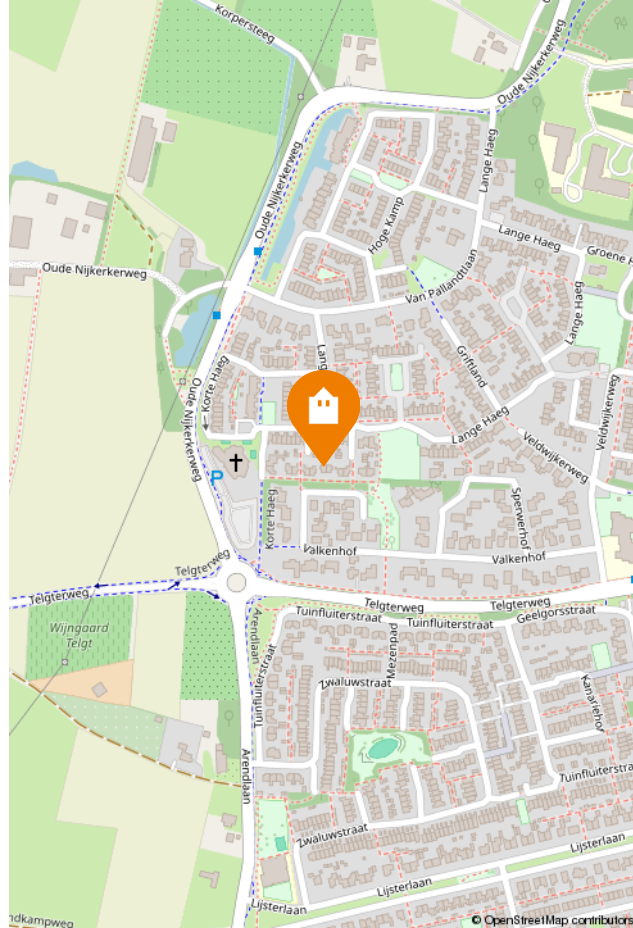 Korpersteeg
Oude Nijkerkerweg
Oude Nijkerkerweg
Lange Haeg
Hoge Kamp
Lange Haeg
Groene H
Oude Nijkerkerweg
Van Pallandtlaan
Lange Haeg
Lang
Griftland
Korte Haeg
Oude Nijkerkerweg
Veldwijkerweg
Lange Haeg
Veldwijkerweg
P
Korte Haeg
Sperwerhof
Valkenhof
Valkenhof
Telgterweg
Telgterweg
Telgterweg
Telgterweg
Tuinfluiterstraat
Tuinfluiterstraat
Geelgorsstraat
Wijngaard
Telgt
Arendlaan
Tuinfluiterstraat
Mezenpad
Zwaluwstraat
Kanariehof
Arendlaan
Tuinfluiterstra
Zwaluwstraat
Lijsterlaan
Lijsterlaan
Lijsterlaan
ndkampweg
© OpenStreetMap contributors